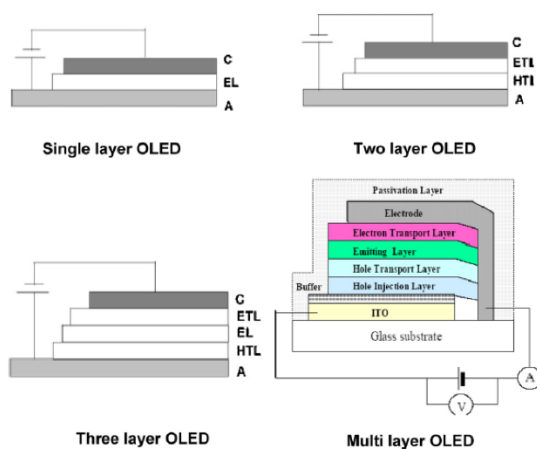 C
EL
A
Single layer OLED
C
ETL
HTL
A
Two layer OLED
C
ETL
EL
HTL
A
Three layer OLED
Passivation Layer
Electrode
Electron Transport Layer
Emitting Layer
Hole Transport Layer
Buffer
Hole Injection Layer
ITO
Glass substrate
A
V
Multi layer OLED